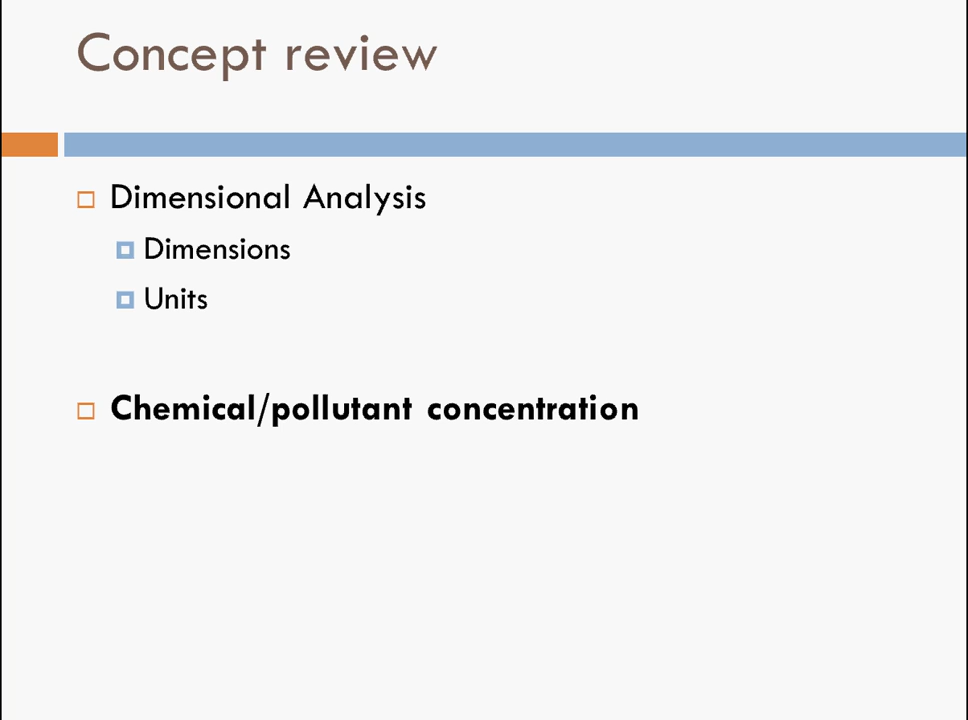 Concept review
Dimensional Analysis
Dimensions
Units
Chemical/pollutant concentration